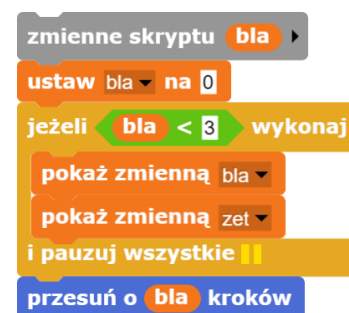 zmienne skryptu bla
ustaw bla na 0
jeżeli bla < 3 wykonaj
pokaż zmienną bla
pokaż zmienną zet
i pauzuj wszystkie
przesuń o bla kroków